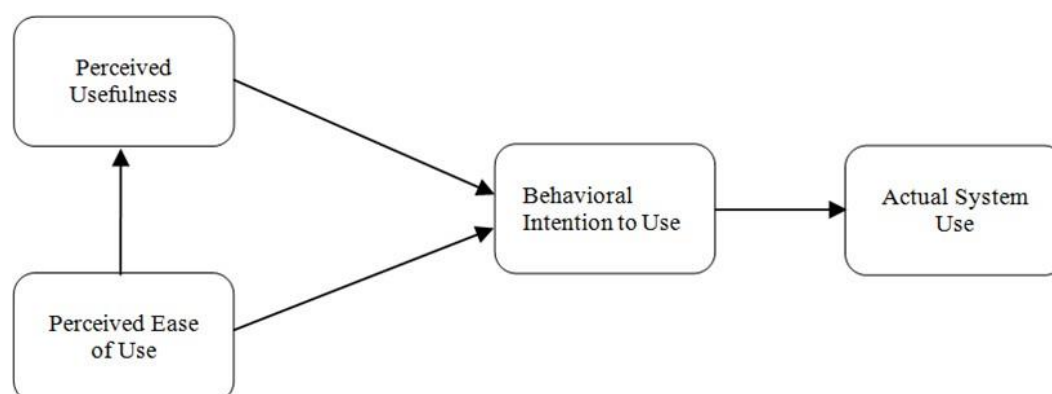 Perceived
Usefulness
Behavioral
Intention to Use
Actual System
Use
Perceived Ease
of Use